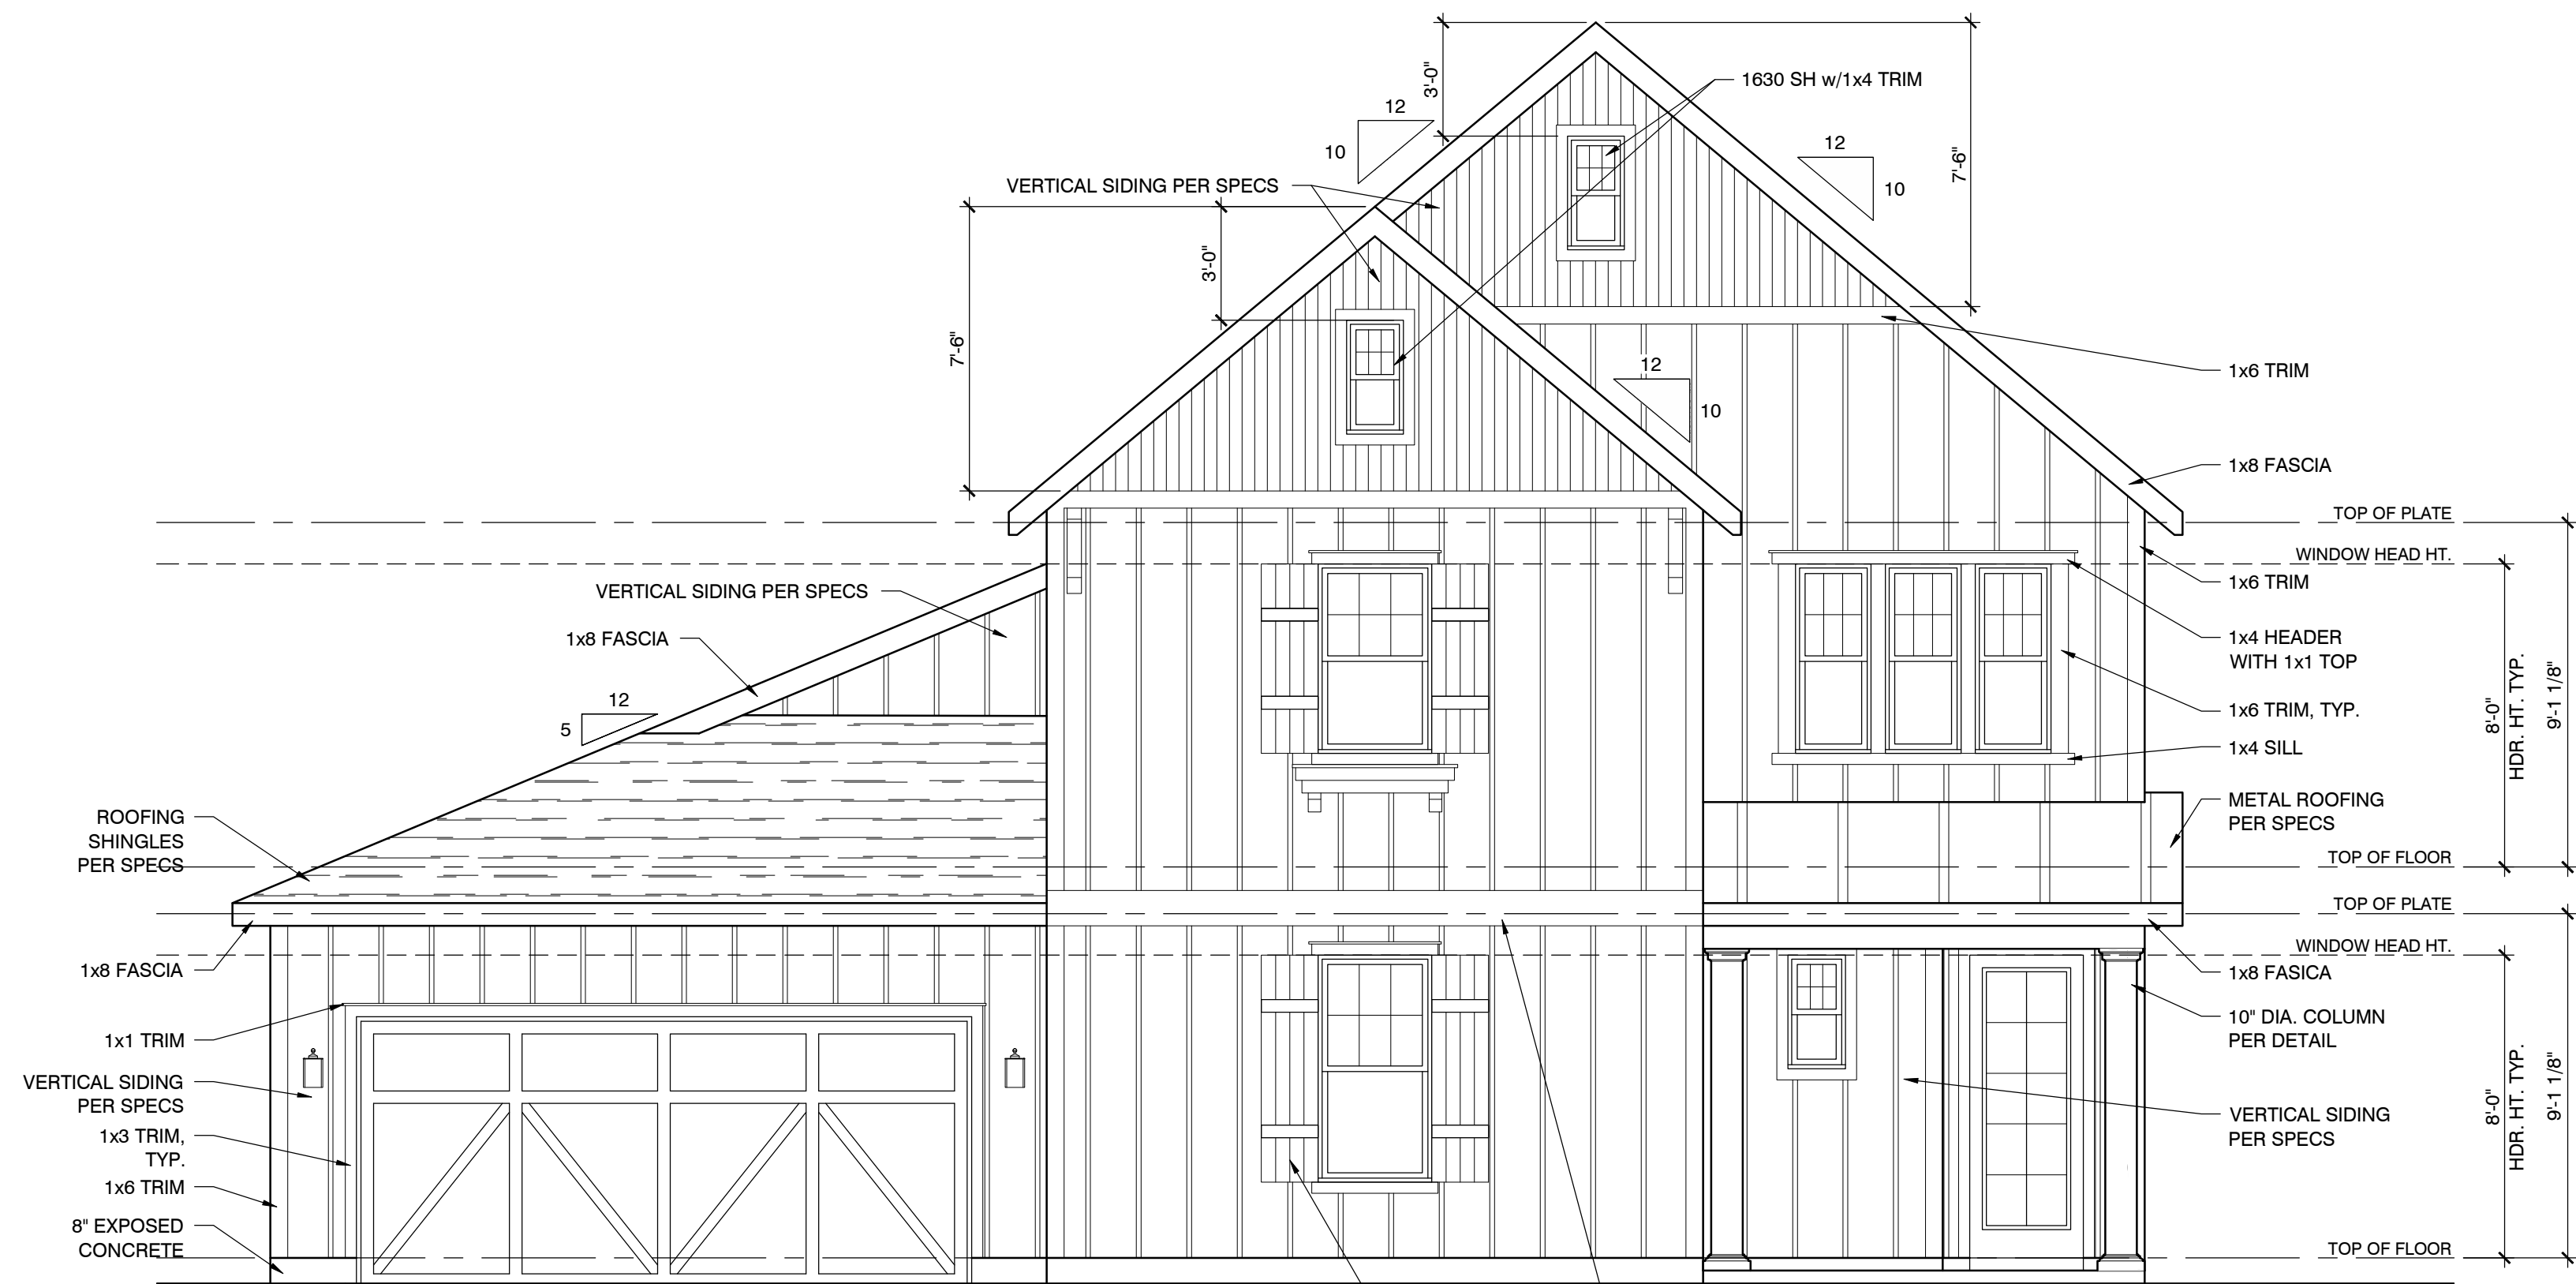 3'-0"
1630 SH w/1x4 TRIM
12
10
12
10
7'-6"
VERTICAL SIDING PER SPECS
3'-0"
7'-6"
12
10
1x6 TRIM
1x8 FASCIA
TOP OF PLATE
WINDOW HEAD HT.
1x6 TRIM
VERTICAL SIDING PER SPECS
1x8 FASCIA
12
5
1x4 HEADER
WITH 1x1 TOP
1x6 TRIM, TYP.
1x4 SILL
8'-0"
HDR. HT. TYP.
9'-1 1/8"
METAL ROOFING
PER SPECS
ROOFING
SHINGLES
PER SPECS
TOP OF FLOOR
TOP OF PLATE
WINDOW HEAD HT.
1x8 FASCIA
1x8 FASICA
10" DIA. COLUMN
PER DETAIL
1x1 TRIM
VERTICAL SIDING
PER SPECS
1x3 TRIM,
TYP.
1x6 TRIM
8" EXPOSED
CONCRETE
VERTICAL SIDING
PER SPECS
8'-0"
HDR. HT. TYP.
9'-1 1/8"
TOP OF FLOOR